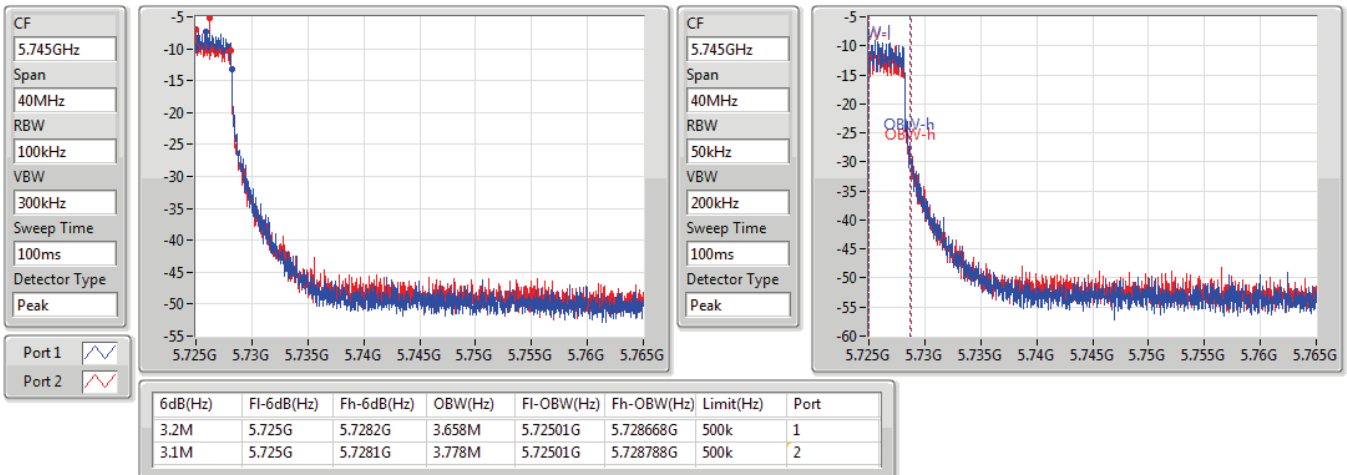 CF
5.745GHz
Span
40MHz
RBW
100kHz
VBW
300kHz
Sweep Time
100ms
Detector Type
Peak
Port 1
Port 2
-5
-10
-15
-20
-25
-30
-35
-40
-45
-50
-55
5.725G 5.73G 5.735G 5.74G 5.745G 5.75G 5.755G 5.76G 5.765G
CF
5.745GHz
Span
40MHz
RBW
50kHz
VBW
200kHz
Sweep Time
100ms
Detector Type
Peak
-5
-10
-15
-20
-25
-30
-35
-40
-45
-50
-55
-60
W-l
OBW-h
OBW-h
5.725G 5.73G 5.735G 5.74G 5.745G 5.75G 5.755G 5.76G 5.765G
6dB(Hz) Fl-6dB(Hz) Fh-6dB(Hz) OBW(Hz) Fl-OBW(Hz) Fh-OBW(Hz) Limit(Hz) Port
3.2M 5.725G 5.7282G 3.658M 5.72501G 5.728668G 500k 1
3.1M 5.725G 5.7281G 3.778M 5.72501G 5.728788G 500k 2